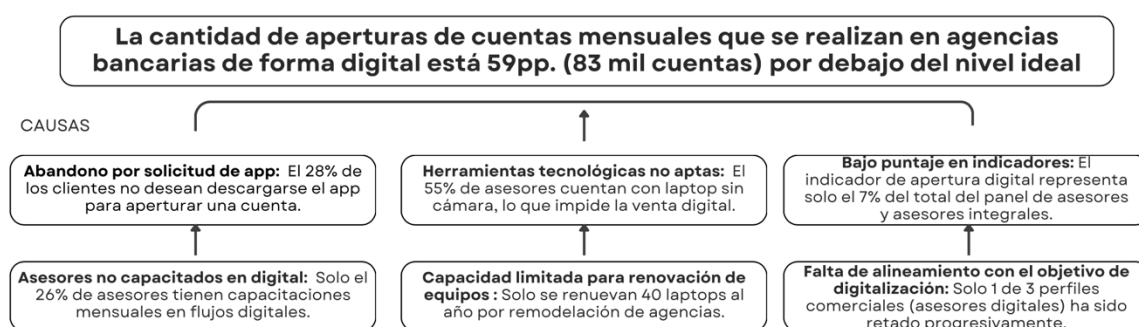 La cantidad de aperturas de cuentas mensuales que se realizan en agencias
bancarias de forma digital está 59pp. (83 mil cuentas) por debajo del nivel ideal
CAUSAS
Abandono por solicitud de app: El 28% de
los clientes no desean descargarse el app
para aperturar una cuenta.
Herramientas tecnológicas no aptas: El
55% de asesores cuentan con laptop sin
cámara, lo que impide la venta digital.
Bajo puntaje en indicadores: El
indicador de apertura digital representa
solo el 7% del total del panel de asesores
y asesores integrales.
Asesores no capacitados en digital: Solo el
26% de asesores tienen capacitaciones
mensuales en flujos digitales.
Capacidad limitada para renovación de
equipos : Solo se renuevan 40 laptops al
año por remodelación de agencias.
Falta de alineamiento con el objetivo de
digitalización: Solo 1 de 3 perfiles
comerciales (asesores digitales) ha sido
retado progresivamente.